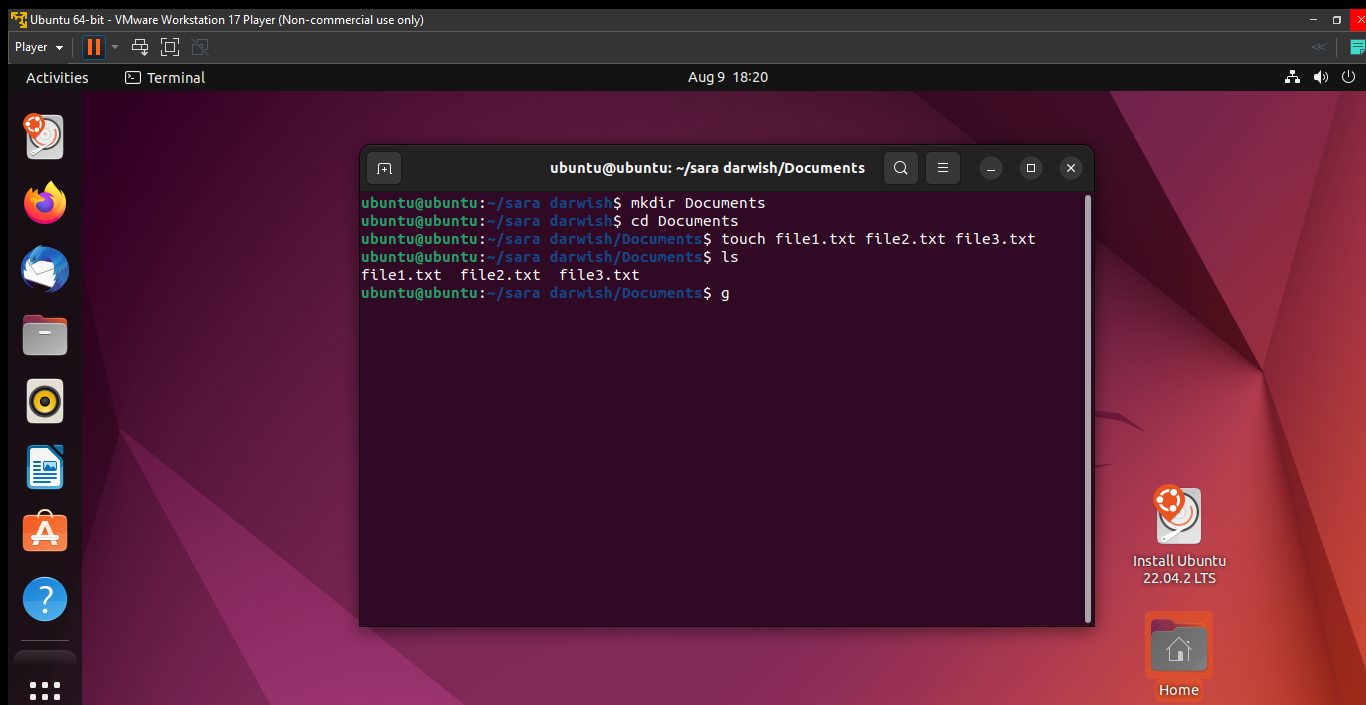 Ubuntu 64-bit - VMware Workstation 17 Player (Non-commercial use only)
Player
Activities
Terminal
Aug 9 18:20
ubuntu@ubuntu: ~/sara darwish/Documents
ubuntu@ubuntu:~/sara darwish$ mkdir Documents
ubuntu@ubuntu:~/sara darwish$ cd Documents
ubuntu@ubuntu:~/sara darwish/Documents$ touch file1.txt file2.txt file3.txt
ubuntu@ubuntu:~/sara darwish/Documents$ ls
file1.txt  file2.txt  file3.txt
ubuntu@ubuntu:~/sara darwish/Documents$ g
Install Ubuntu
22.04.2 LTS
Home